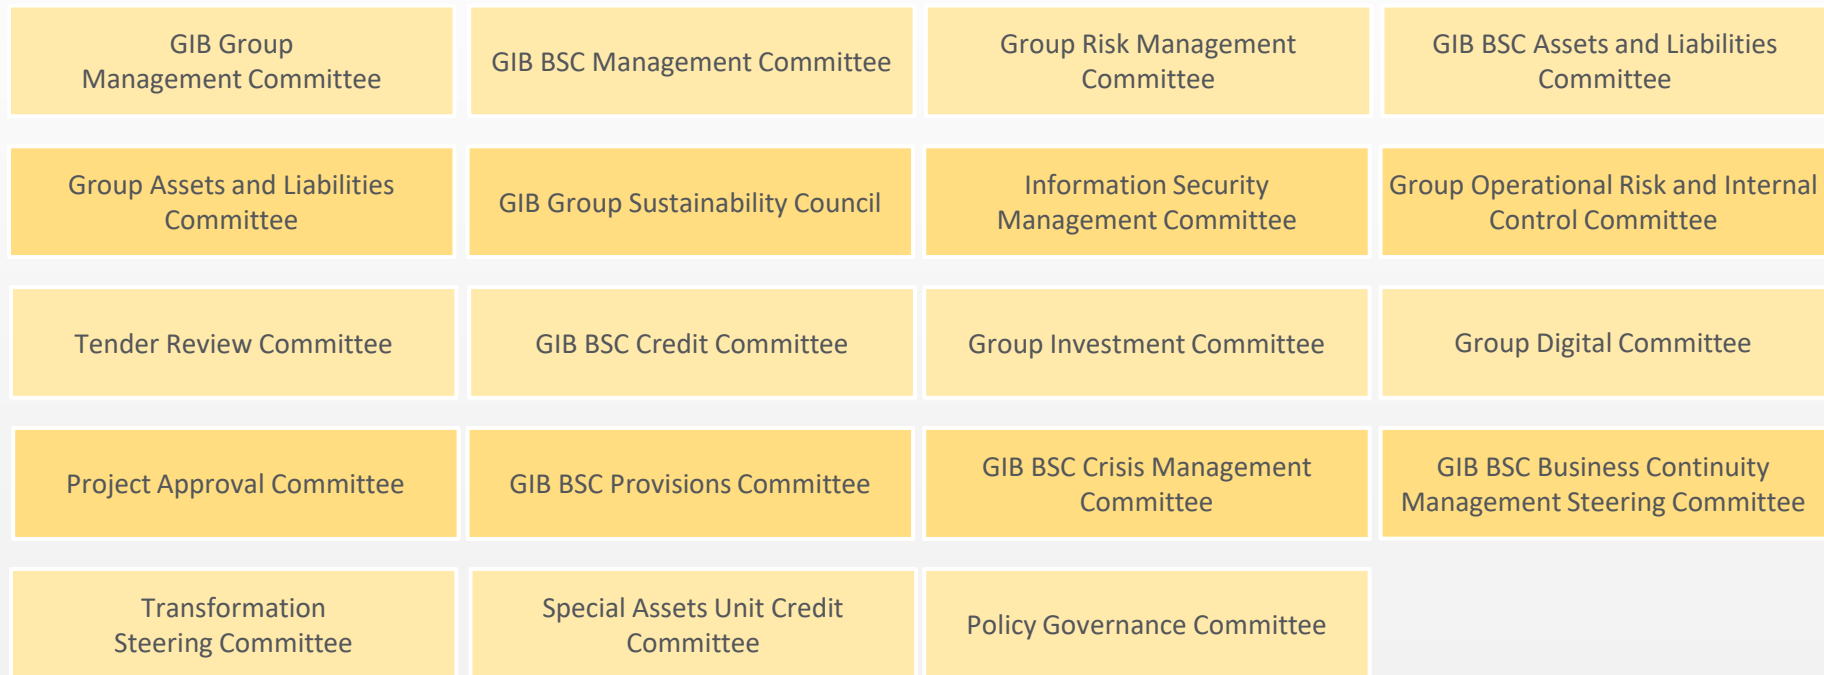 GIB Group
Management Committee
GIB BSC Management Committee
Group Risk Management
Committee
GIB BSC Assets and Liabilities
Committee
Group Assets and Liabilities
Committee
GIB Group Sustainability Council
Information Security
Management Committee
Group Operational Risk and Internal
Control Committee
Tender Review Committee
GIB BSC Credit Committee
Group Investment Committee
Group Digital Committee
Project Approval Committee
GIB BSC Provisions Committee
GIB BSC Crisis Management
Committee
GIB BSC Business Continuity
Management Steering Committee
Transformation
Steering Committee
Special Assets Unit Credit
Committee
Policy Governance Committee